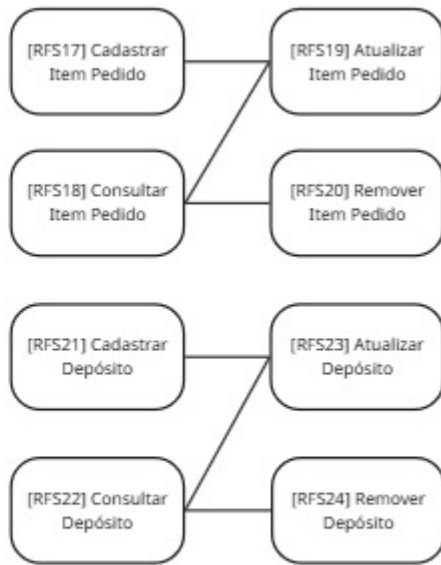 [RFS17] Cadastrar
Item Pedido
[RFS19] Atualizar
Item Pedido
[RFS18] Consultar
Item Pedido
[RFS20] Remover
Item Pedido
[RFS21] Cadastrar
Depósito
[RFS23] Atualizar
Depósito
[RFS22] Consultar
Depósito
[RFS24] Remover
Depósito